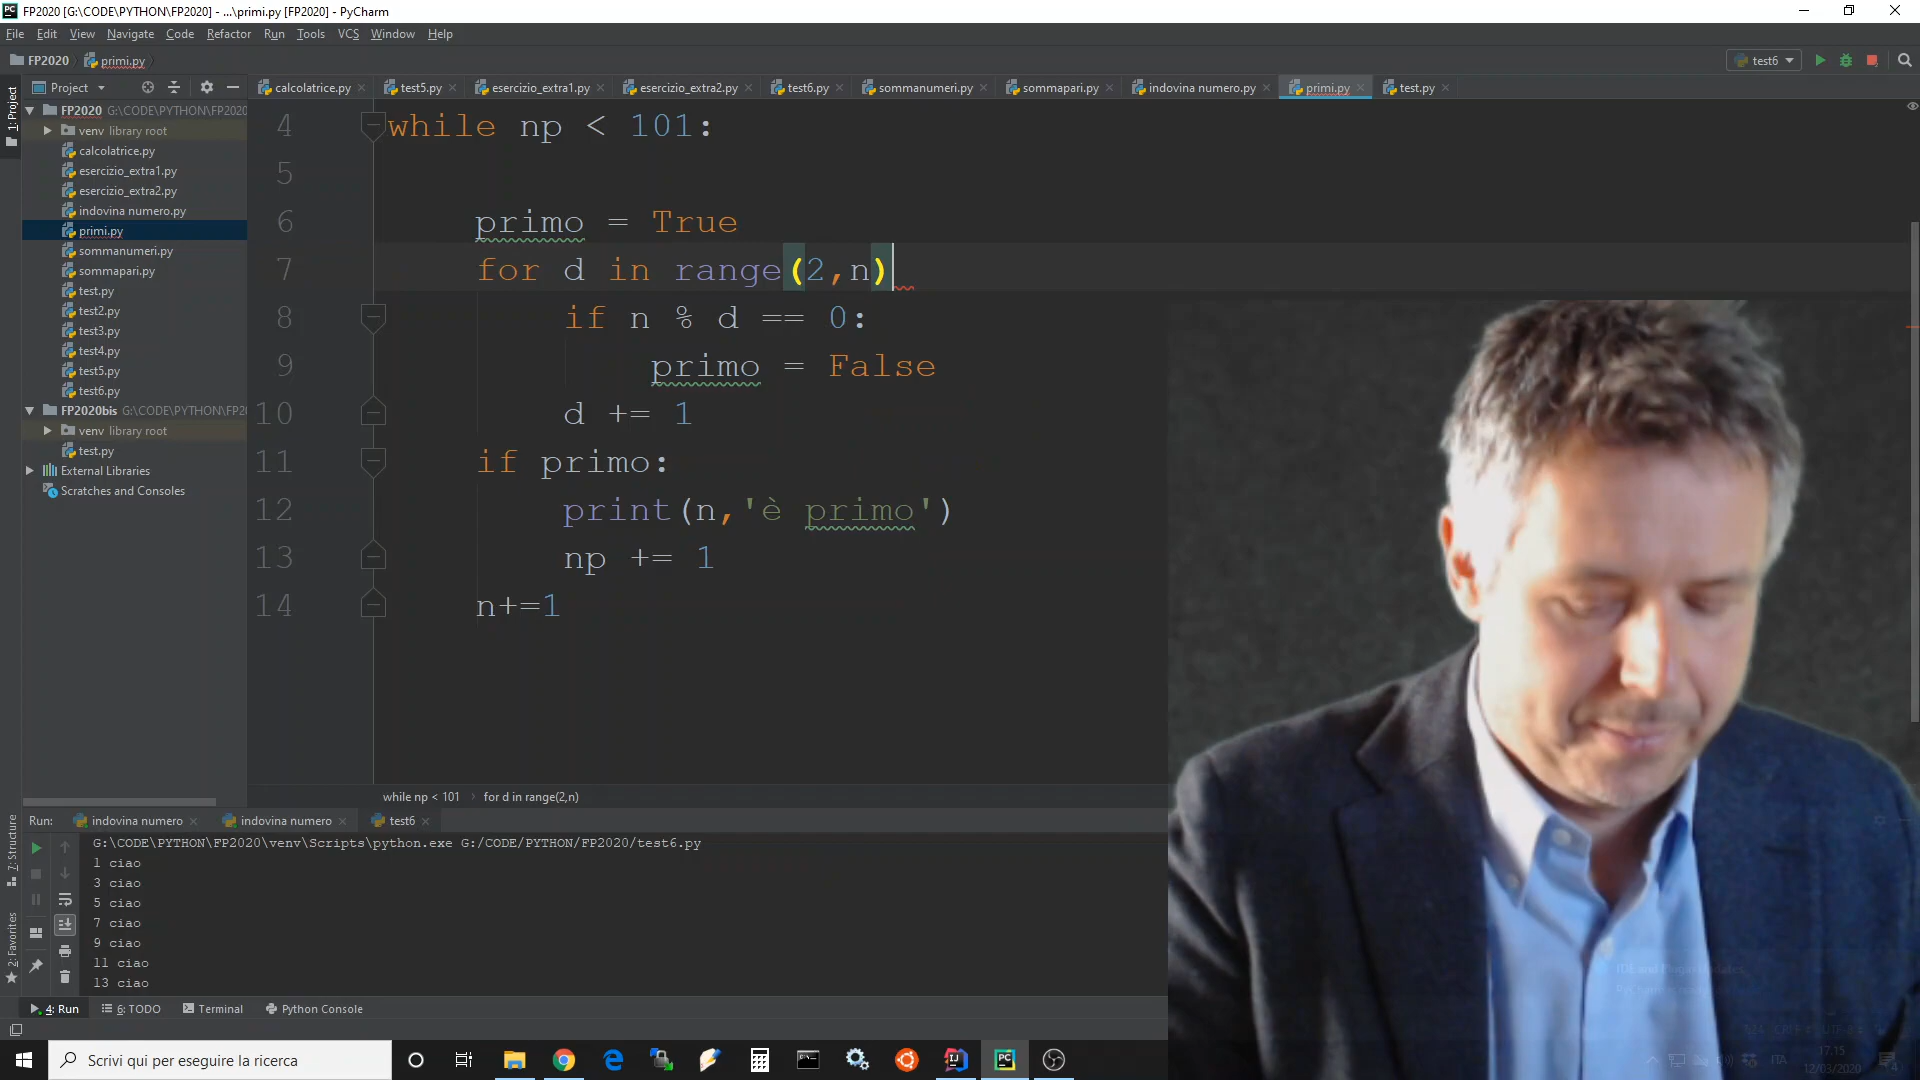 FP2020 [G:\CODE\PYTHON\FP2020] - ...\primi.py [FP2020] - PyCharm
File Edit View Navigate Code Refactor Run Tools VCS Window Help
FP2020 primi.py
test6
Project
calcolatrice.py test5.py esercizio_extra1.py esercizio_extra2.py test6.py sommanumeri.py sommapari.py indovina numero.py primi.py test.py
1: Project
FP2020 G:\CODE\PYTHON\FP2020
venv library root
calcolatrice.py
esercizio_extra1.py
esercizio_extra2.py
indovina numero.py
primi.py
sommanumeri.py
sommapari.py
test.py
test2.py
test3.py
test4.py
test5.py
test6.py
FP2020bis G:\CODE\PYTHON\FP2
venv library root
test.py
External Libraries
Scratches and Consoles
4 while np < 101:
5
6 primo = True
7 for d in range(2,n)
8 if n % d == 0:
9 primo = False
10 d += 1
11 if primo:
12 print(n,'è primo')
13 np += 1
14 n+=1
while np < 101 for d in range(2,n)
7: Structure
2: Favorites
Run: indovina numero indovina numero test6
G:\CODE\PYTHON\FP2020\venv\Scripts\python.exe G:/CODE/PYTHON/FP2020/test6.py
1 ciao
3 ciao
5 ciao
7 ciao
9 ciao
11 ciao
13 ciao
4: Run 6: TODO Terminal Python Console
Scrivi qui per eseguire la ricerca
ITA
17.15
12/03/2020